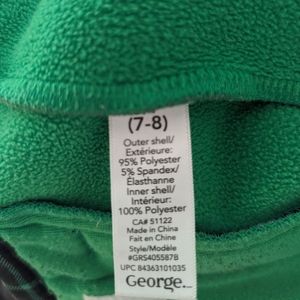 (7-8)
Outer shell/
Extérieure:
95% Polyester
5% Spandex/
Élasthanne
Inner shell/
Intérieur:
100% Polyester
CA# 51122
Made in China
Fait en Chine
Style/Modèle
#GRS405587B
UPC 84363101035
George.